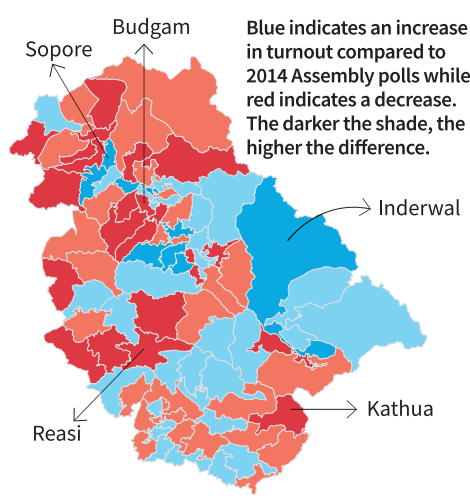 Budgam
Sopore
Blue indicates an increase
in turnout compared to
2014 Assembly polls while
red indicates a decrease.
The darker the shade, the
higher the difference.
Inderwal
Kathua
Reasi